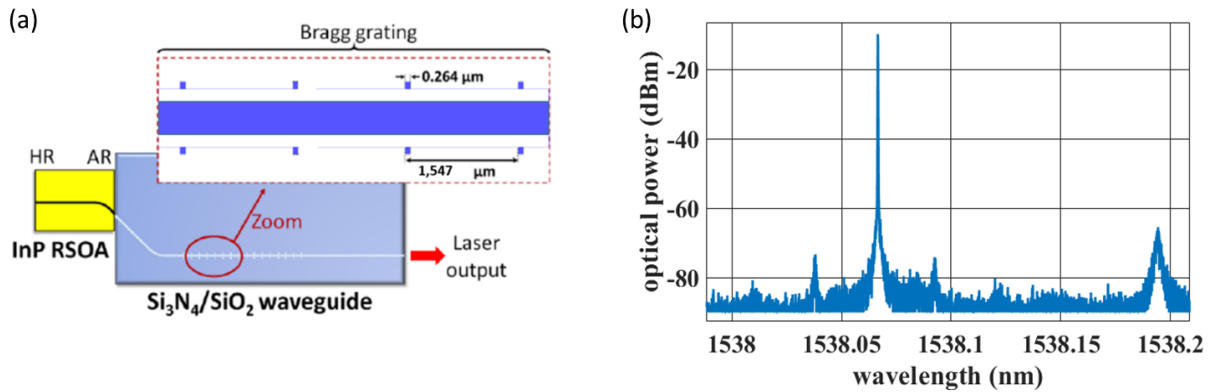 (a)
Bragg grating
0.264 μm
1,547 μm
HR AR
Zoom
InP RSOA
Laser
output
Si₃N₄/SiO₂ waveguide
(b)
optical power (dBm)
-20
-40
-60
-80
1538 1538.05 1538.1 1538.15 1538.2
wavelength (nm)